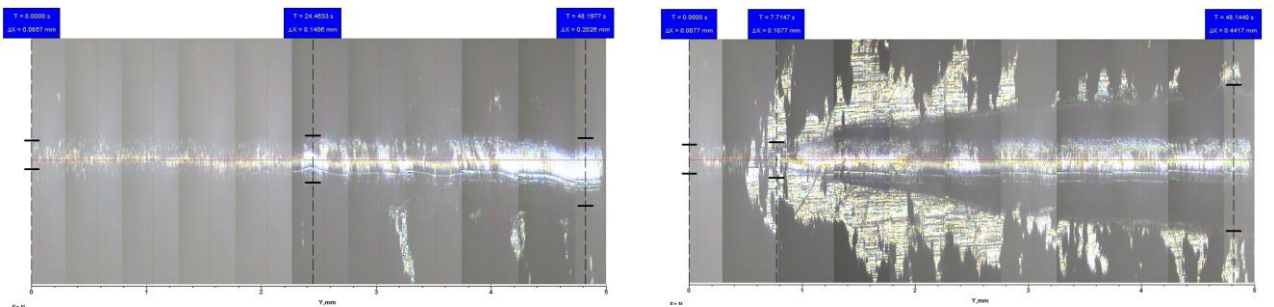 T = 0.0000 s
ΔX = 0.0857 mm
T = 24.4633 s
ΔX = 0.1406 mm
T = 48.1977 s
ΔX = 0.2026 mm
0 1 2 3 4 5
Y,mm
T = 0.0000 s
ΔX = 0.0877 mm
T = 7.7147 s
ΔX = 0.1077 mm
T = 48.1440 s
ΔX = 0.4417 mm
0 1 2 3 4 5
Y,mm